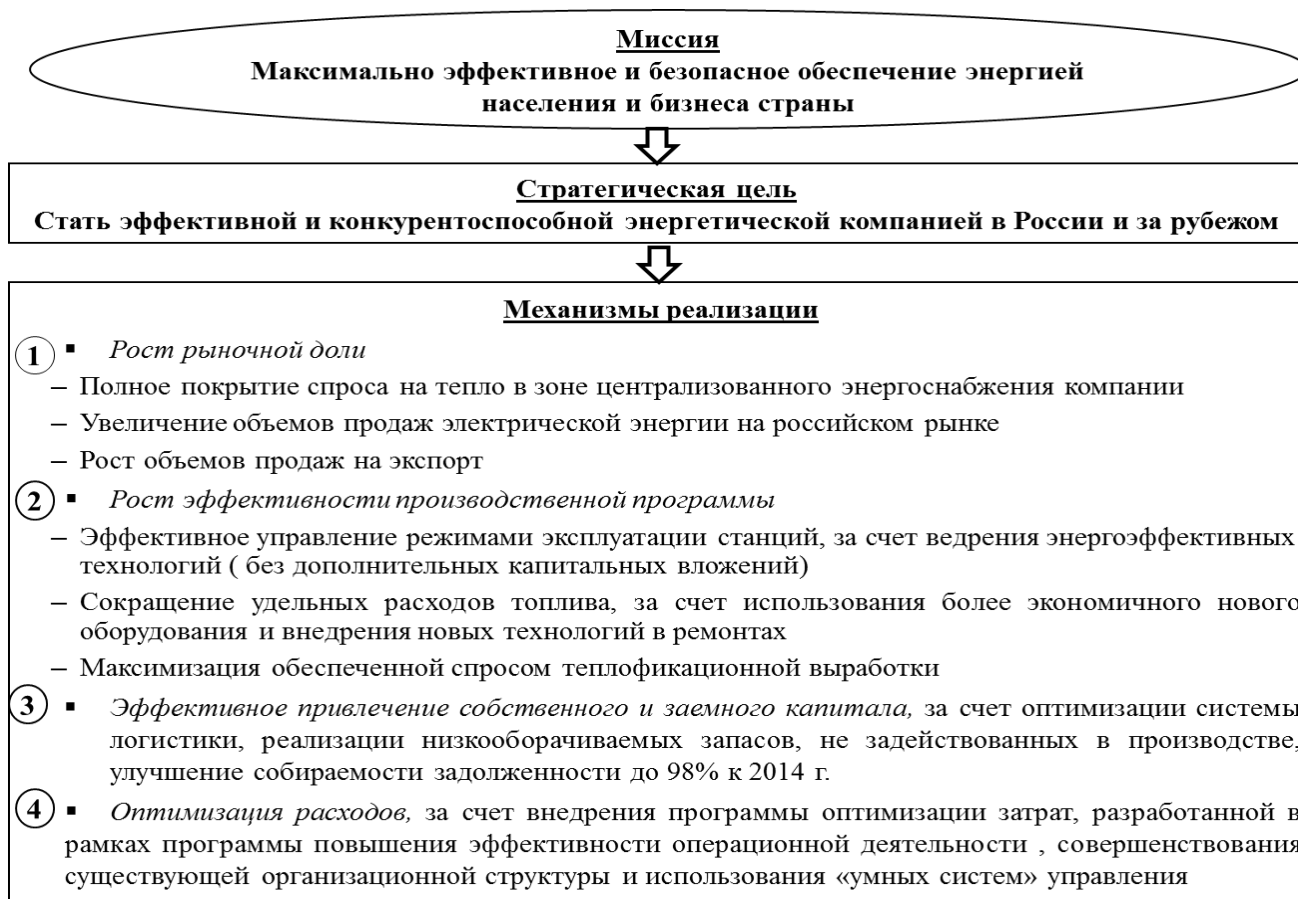 Миссия
Максимально эффективное и безопасное обеспечение энергией
населения и бизнеса страны
Стратегическая цель
Стать эффективной и конкурентоспособной энергетической компанией в России и за рубежом
Механизмы реализации
1 ▪ Рост рыночной доли
– Полное покрытие спроса на тепло в зоне централизованного энергоснабжения компании
– Увеличение объемов продаж электрической энергии на российском рынке
– Рост объемов продаж на экспорт
2 ▪ Рост эффективности производственной программы
– Эффективное управление режимами эксплуатации станций, за счет ведрения энергоэффективных
технологий ( без дополнительных капитальных вложений)
– Сокращение удельных расходов топлива, за счет использования более экономичного нового
оборудования и внедрения новых технологий в ремонтах
– Максимизация обеспеченной спросом теплофикационной выработки
3 ▪ Эффективное привлечение собственного и заемного капитала, за счет оптимизации системы
логистики, реализации низкооборачиваемых запасов, не задействованных в производстве,
улучшение собираемости задолженности до 98% к 2014 г.
4 ▪ Оптимизация расходов, за счет внедрения программы оптимизации затрат, разработанной в
рамках программы повышения эффективности операционной деятельности , совершенствования
существующей организационной структуры и использования «умных систем» управления